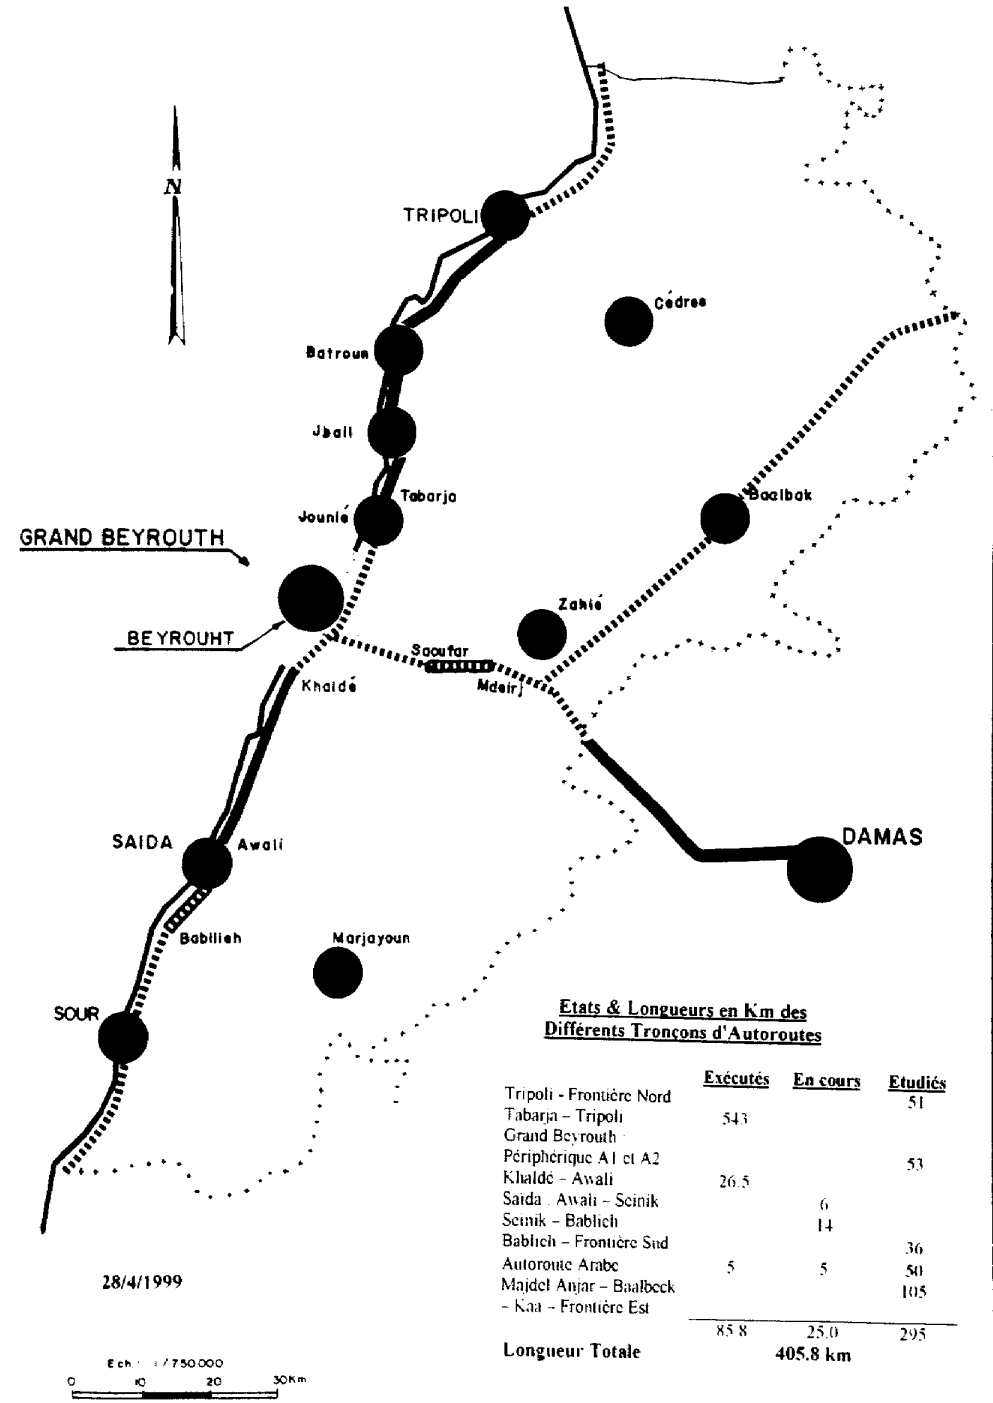 N
TRIPOLI
Cédres
Batroun
Jbail
Tabarja
Jounié
Baalbak
GRAND BEYROUTH
Zahlé
BEYROUHT
Saoufar
Khaldé
Mdeirj
SAIDA
Awali
DAMAS
Babilieh
Marjayoun
SOUR
Etats & Longueurs en Km des
Différents Tronçons d'Autoroutes
Exécutés En cours Etudiés
Tripoli - Frontière Nord 51
Tabarja – Tripoli 54.3
Grand Beyrouth
Périphérique A1 et A2 53
Khaldé – Awali 26.5
Saida Awali – Seinik 6
Seinik – Bablieh 14
Bablieh – Frontière Sud 36
Autoroute Arabe 5 5 50
Majdel Anjar – Baalbeck 105
– Kaa – Frontière Est
85.8 25.0 295
Longueur Totale 405.8 km
28/4/1999
Ech: 1/750000
0 10 20 30Km